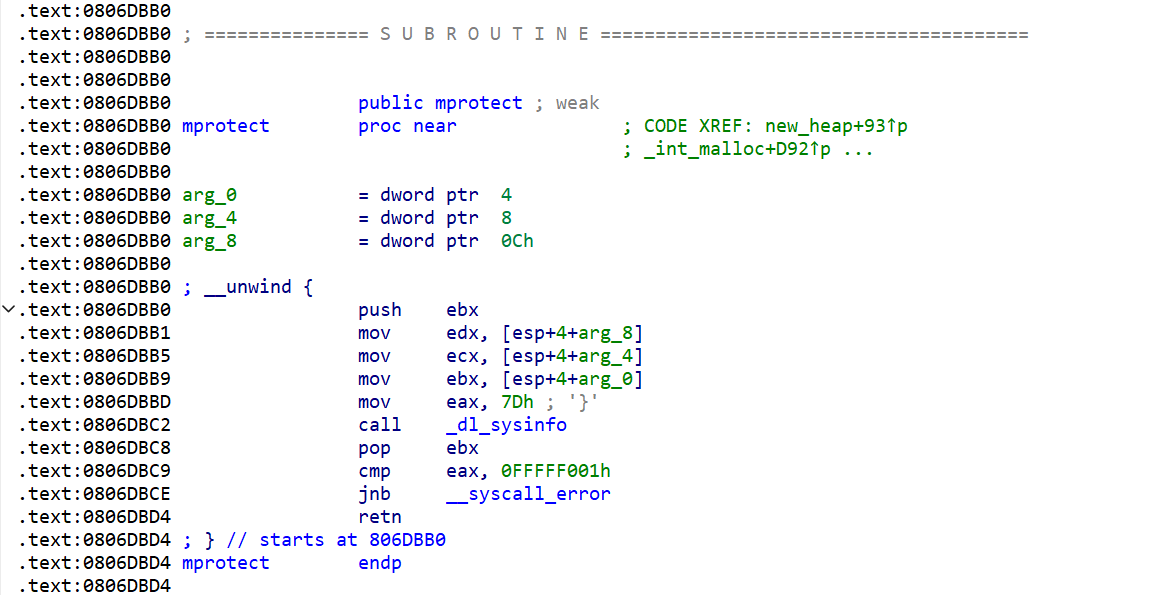 .text:0806DBB0
.text:0806DBB0 ; =============== S U B R O U T I N E =======================================
.text:0806DBB0
.text:0806DBB0
.text:0806DBB0 public mprotect ; weak
.text:0806DBB0 mprotect proc near ; CODE XREF: new_heap+93↑p
.text:0806DBB0 ; _int_malloc+D92↑p ...
.text:0806DBB0
.text:0806DBB0 arg_0 = dword ptr 4
.text:0806DBB0 arg_4 = dword ptr 8
.text:0806DBB0 arg_8 = dword ptr 0Ch
.text:0806DBB0
.text:0806DBB0 ; __unwind {
.text:0806DBB0 push ebx
.text:0806DBB1 mov edx, [esp+4+arg_8]
.text:0806DBB5 mov ecx, [esp+4+arg_4]
.text:0806DBB9 mov ebx, [esp+4+arg_0]
.text:0806DBBD mov eax, 7Dh ; '}'
.text:0806DBC2 call _dl_sysinfo
.text:0806DBC8 pop ebx
.text:0806DBC9 cmp eax, 0FFFFF001h
.text:0806DBCE jnb __syscall_error
.text:0806DBD4 retn
.text:0806DBD4 ; } // starts at 806DBB0
.text:0806DBD4 mprotect endp
.text:0806DBD4